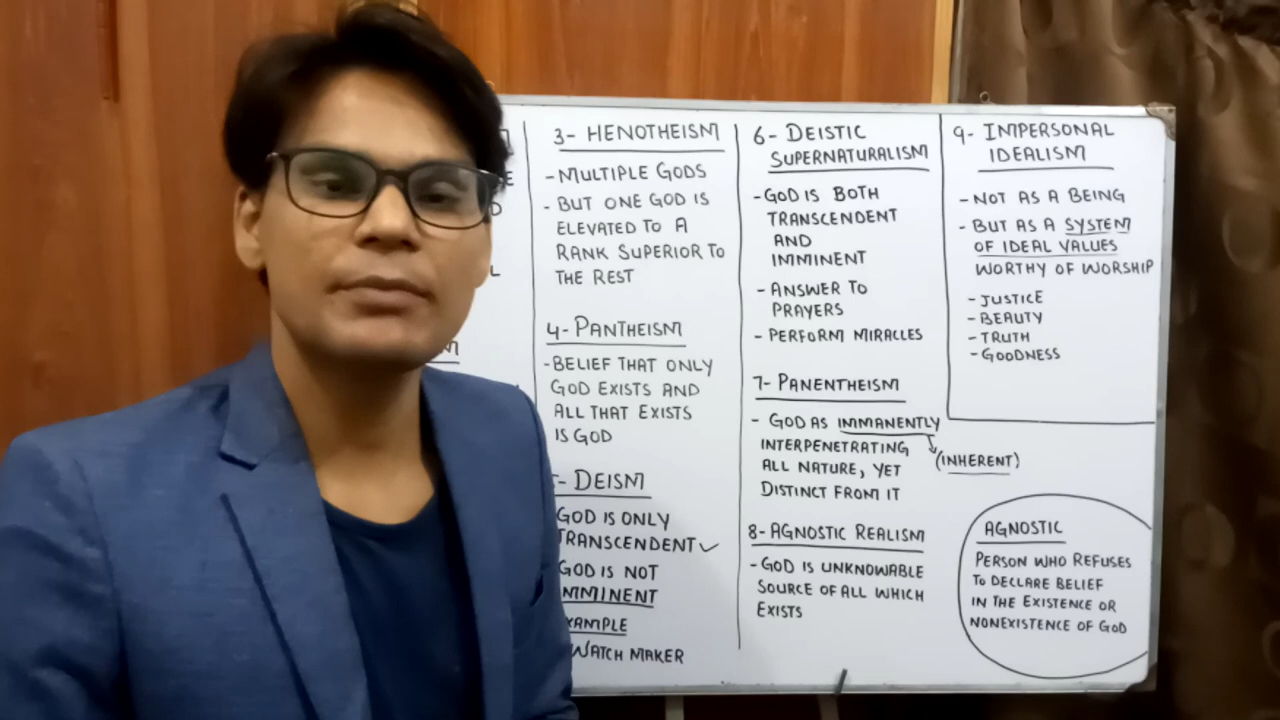 3- HENOTHEISM
- MULTIPLE GODS
- BUT ONE GOD IS
ELEVATED TO A
RANK SUPERIOR TO
THE REST
4- PANTHEISM
- BELIEF THAT ONLY
GOD EXISTS AND
ALL THAT EXISTS
IS GOD
- DEISM
GOD IS ONLY
TRANSCENDENT ✓
GOD IS NOT
IMMINENT
EXAMPLE
WATCH MAKER
6- DEISTIC
SUPERNATURALISM
- GOD IS BOTH
TRANSCENDENT
AND
IMMINENT
- ANSWER TO
PRAYERS
- PERFORM MIRACLES
7- PANENTHEISM
- GOD AS IMMANENTLY
INTERPENETRATING
ALL NATURE, YET
DISTINCT FROM IT
(INHERENT)
8- AGNOSTIC REALISM
- GOD IS UNKNOWABLE
SOURCE OF ALL WHICH
EXISTS
9- IMPERSONAL
IDEALISM
- NOT AS A BEING
- BUT AS A SYSTEM
OF IDEAL VALUES
WORTHY OF WORSHIP
- JUSTICE
- BEAUTY
- TRUTH
- GOODNESS
AGNOSTIC
PERSON WHO REFUSES
TO DECLARE BELIEF
IN THE EXISTENCE OR
NONEXISTENCE OF GOD